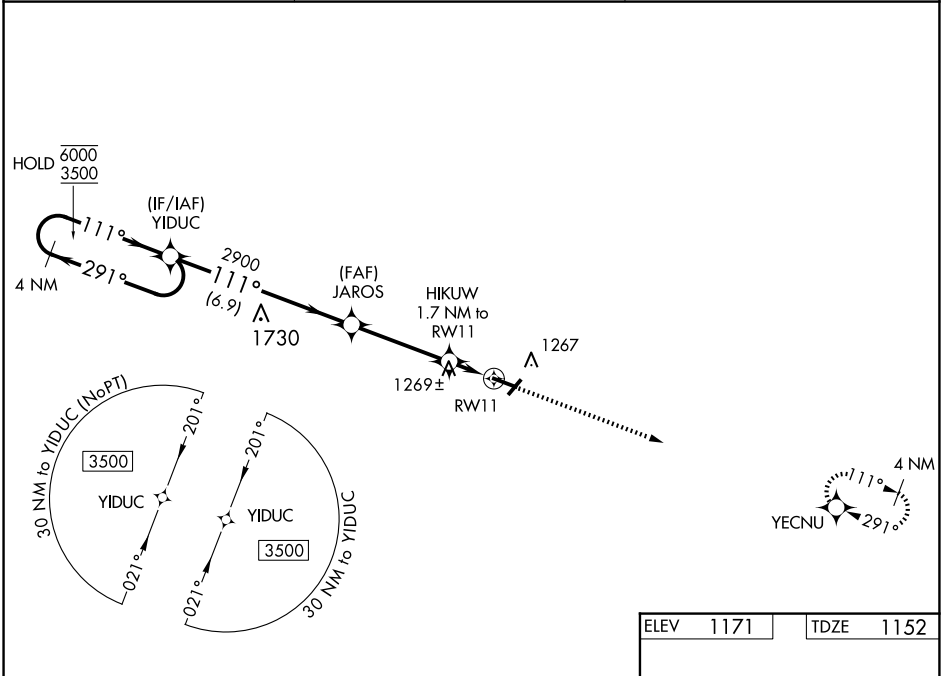 HOLD 6000
3500
111°
291°
4 NM
(IF/IAF)
YIDUC
2900
111°
(6.9)
1730
(FAF)
JAROS
HIKUW
1.7 NM to
RW11
1269±
1267
RW11
30 NM to YIDUC (NoPT)
201°
3500
YIDUC
021°
201°
YIDUC
3500
021°
30 NM to YIDUC
4 NM
111°
291°
YECNU
ELEV 1171 TDZE 1152